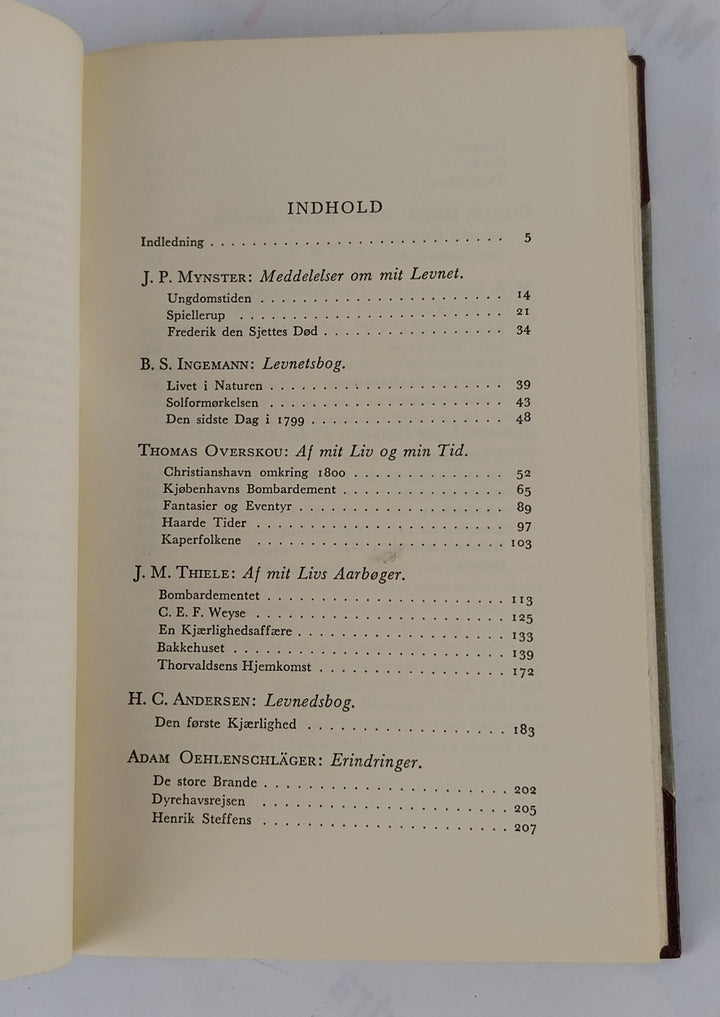 INDHOLD
Indledning . . . . . . . . . . . . . . . . . . . . . . . . . . . . 5
J. P. MYNSTER: Meddelelser om mit Levnet.
Ungdomstiden . . . . . . . . . . . . . . . . . . . . . . . 14
Spiellerup . . . . . . . . . . . . . . . . . . . . . . . . . 21
Frederik den Sjettes Død . . . . . . . . . . . . . . . . . 34
B. S. INGEMANN: Levnetsbog.
Livet i Naturen . . . . . . . . . . . . . . . . . . . . . . 39
Solformørkelsen . . . . . . . . . . . . . . . . . . . . . . 43
Den sidste Dag i 1799 . . . . . . . . . . . . . . . . . . . 48
THOMAS OVERSKOU: Af mit Liv og min Tid.
Christianshavn omkring 1800 . . . . . . . . . . . . . . 52
Kjøbenhavns Bombardement . . . . . . . . . . . . . . . 65
Fantasier og Eventyr . . . . . . . . . . . . . . . . . . . 89
Haarde Tider . . . . . . . . . . . . . . . . . . . . . . . 97
Kaperfolkene . . . . . . . . . . . . . . . . . . . . . . . 103
J. M. THIELE: Af mit Livs Aarbøger.
Bombardementet . . . . . . . . . . . . . . . . . . . . . . 113
C. E. F. Weyse . . . . . . . . . . . . . . . . . . . . . . 125
En Kjærlighedsaffære . . . . . . . . . . . . . . . . . . . 133
Bakkehuset . . . . . . . . . . . . . . . . . . . . . . . . 139
Thorvaldsens Hjemkomst . . . . . . . . . . . . . . . . . 172
H. C. ANDERSEN: Levnedsbog.
Den første Kjærlighed . . . . . . . . . . . . . . . . . . 183
ADAM OEHLENSCHLÄGER: Erindringer.
De store Brande . . . . . . . . . . . . . . . . . . . . . . 202
Dyrehavsrejsen . . . . . . . . . . . . . . . . . . . . . . 205
Henrik Steffens . . . . . . . . . . . . . . . . . . . . . . 207